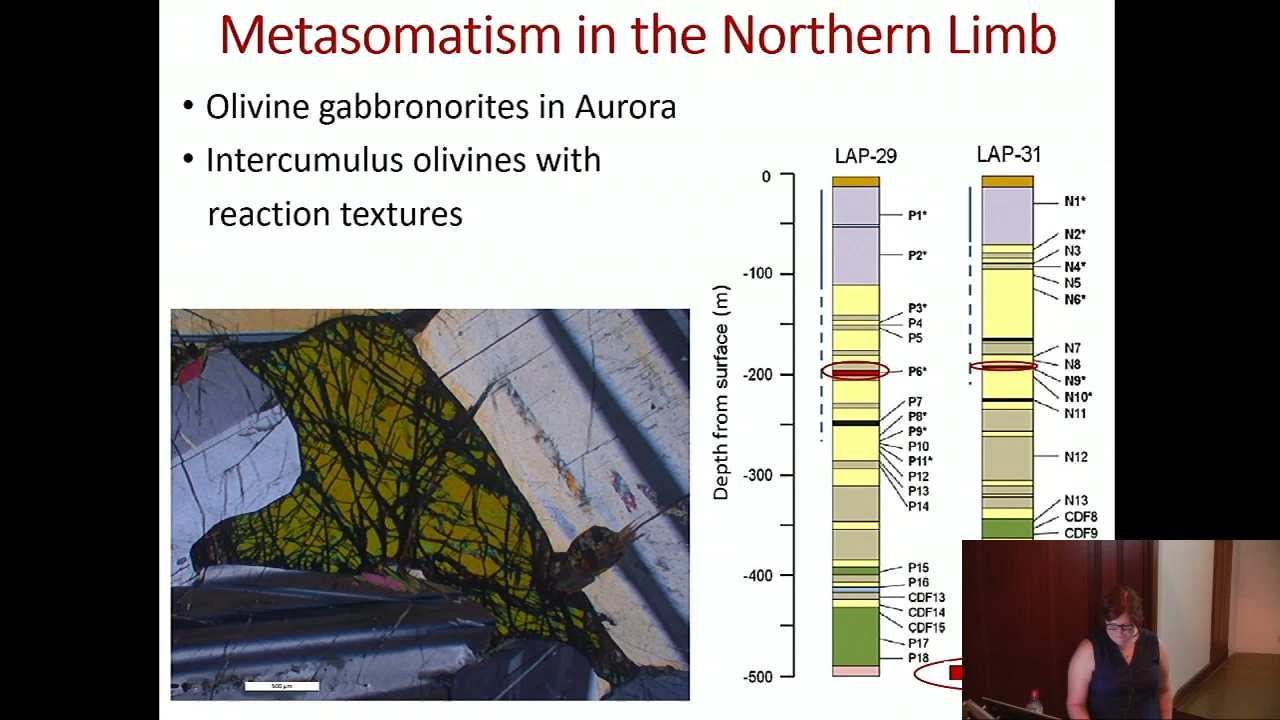 Metasomatism in the Northern Limb
• Olivine gabbronorites in Aurora
• Intercumulus olivines with
reaction textures
500 µm
Depth from surface (m)
0
-100
-200
-300
-400
-500
LAP-29
P1*
P2*
P3*
P4
P5
P6*
P7
P8*
P9*
P10
P11*
P12
P13
P14
P15
P16
CDF13
CDF14
CDF15
P17
P18
LAP-31
N1*
N2*
N3
N4*
N5
N6*
N7
N8
N9*
N10*
N11
N12
N13
CDF8
CDF9